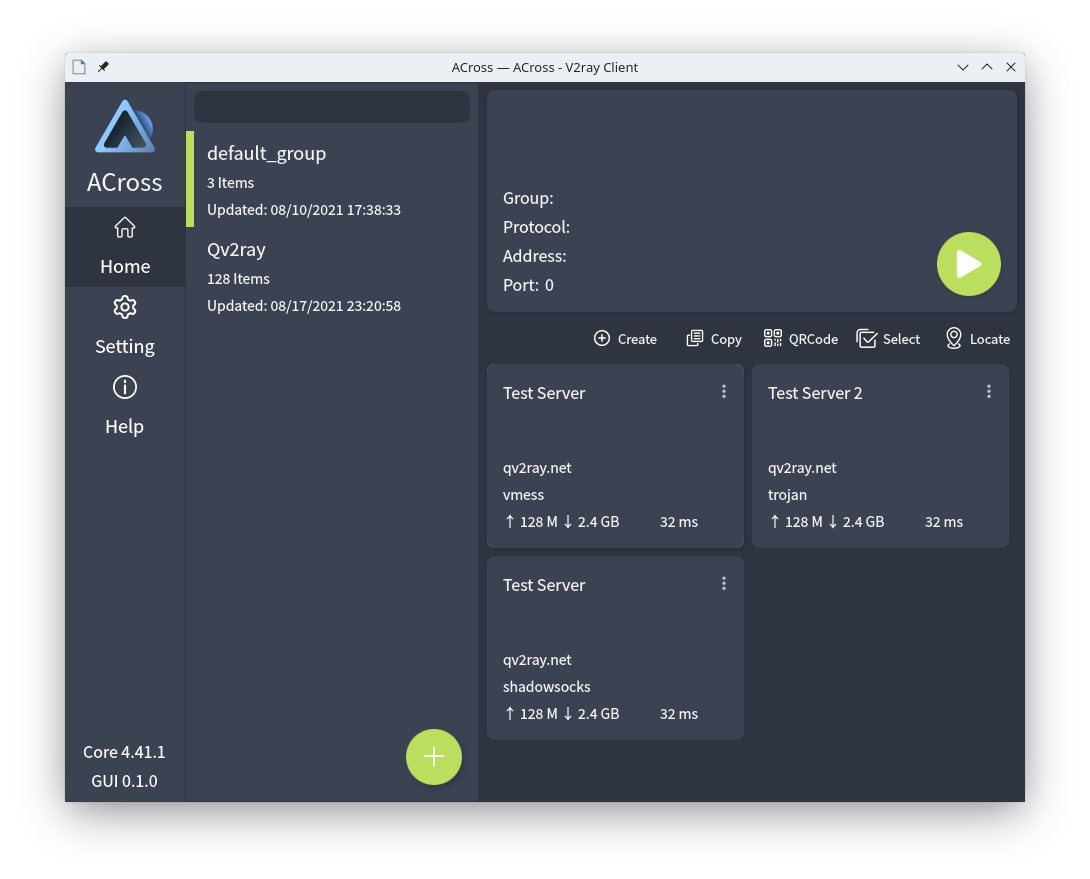 ACross — ACross - V2ray Client
ACross
Home
Setting
Help
Core 4.41.1
GUI 0.1.0
default_group
3 Items
Updated: 08/10/2021 17:38:33
Qv2ray
128 Items
Updated: 08/17/2021 23:20:58
Group:
Protocol:
Address:
Port: 0
Create Copy QRCode Select Locate
Test Server
qv2ray.net
vmess
↑ 128 M ↓ 2.4 GB 32 ms
Test Server 2
qv2ray.net
trojan
↑ 128 M ↓ 2.4 GB 32 ms
Test Server
qv2ray.net
shadowsocks
↑ 128 M ↓ 2.4 GB 32 ms